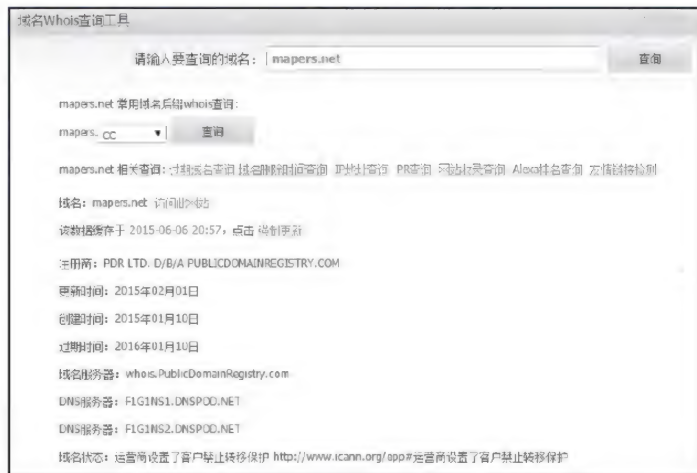 域名Whois查询工具
请输入要查询的域名： mapers.net 查询
mapers.net 常用域名后缀whois查询：
mapers. cc 查询
mapers.net 相关查询: 过期域名查询 域名删除时间查询 IP地址查询 PR查询 网站收录查询 Alexa排名查询 友情链接检测
域名：mapers.net 访问此网站
该数据缓存于 2015-06-06 20:57，点击 强制更新
注册商：PDR LTD. D/B/A PUBLICDOMAINREGISTRY.COM
更新时间：2015年02月01日
创建时间：2015年01月10日
过期时间：2016年01月10日
域名服务器：whois.PublicDomainRegistry.com
DNS服务器：F1G1NS1.DNSPOD.NET
DNS服务器：F1G1NS2.DNSPOD.NET
域名状态：运营商设置了客户禁止转移保护 http://www.icann.org/epp#运营商设置了客户禁止转移保护